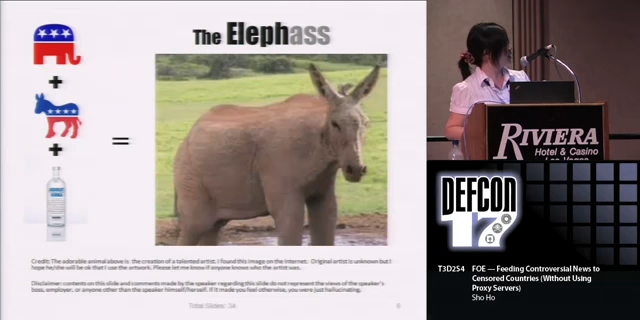 The Elephass
+
+
=
ABSOLUT
Credit: The adorable animal above is the creation of a talented artist. I found this image on the internet. Original artist is unknown but I
hope he/she will be ok that I use the artwork. Please let me know if anyone knows who the artist was.
Disclaimer: contents on this slide and comments made by the speaker regarding this slide do not represent the views of the speaker's
boss, employer, or anyone other than the speaker himself/herself. If it made you feel otherwise, you were just hallucinating.
Total Slides: 34
6
RIVIERA
Hotel & Casino
Las Vegas
DEFCON
17
T3D2S4 FOE — Feeding Controversial News to
Censored Countries (Without Using
Proxy Servers)
Sho Ho